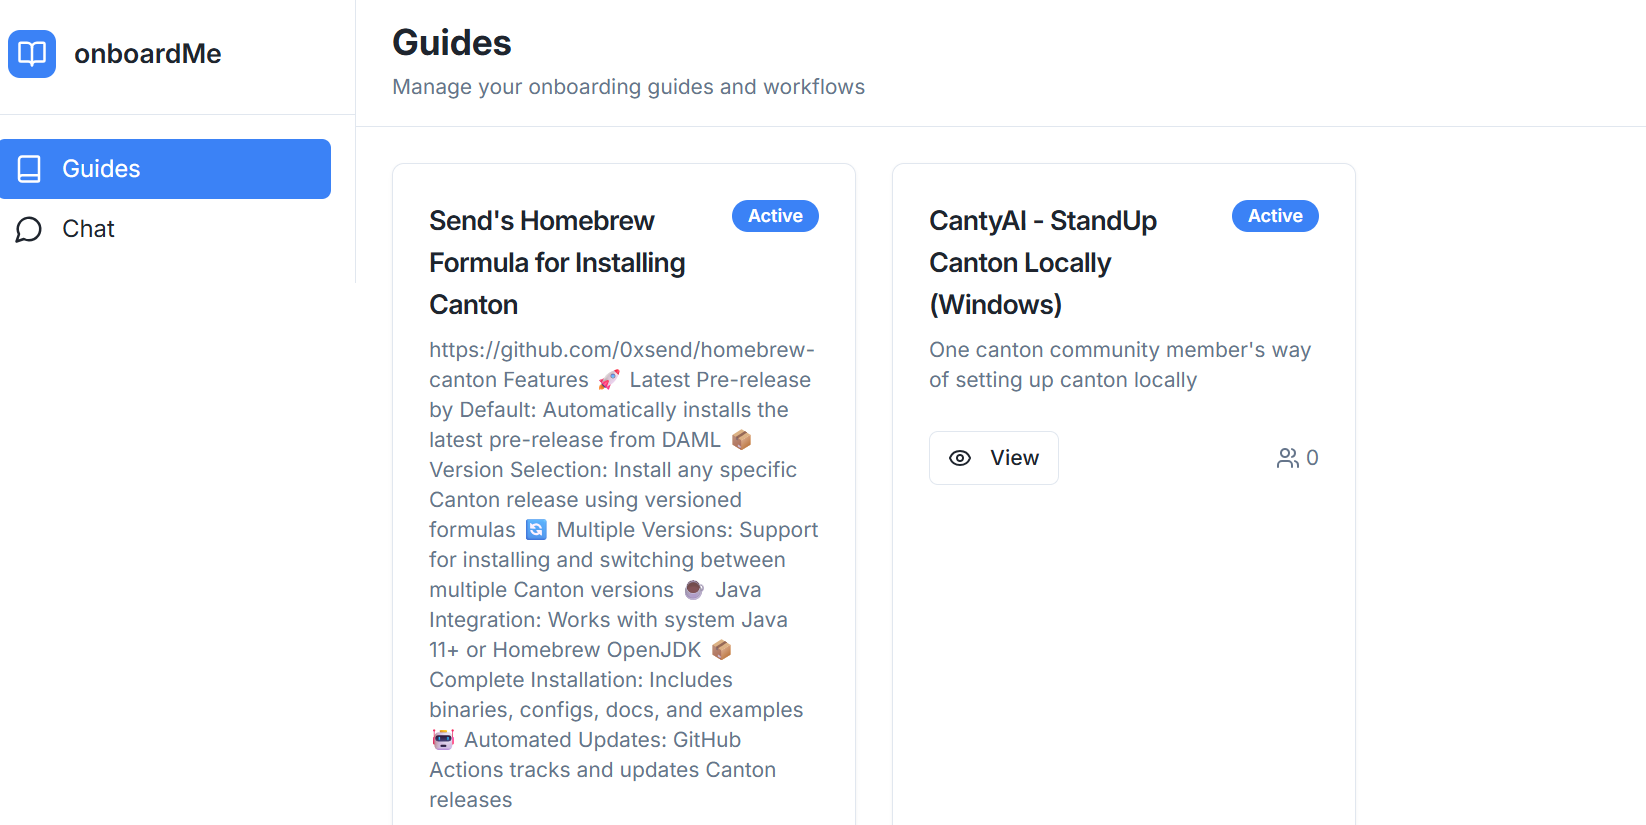 onboardMe
Guides
Chat
Guides
Manage your onboarding guides and workflows
Send's Homebrew
Formula for Installing
Canton
Active
https://github.com/0xsend/homebrew-
canton Features 🚀 Latest Pre-release
by Default: Automatically installs the
latest pre-release from DAML 📦
Version Selection: Install any specific
Canton release using versioned
formulas 🔄 Multiple Versions: Support
for installing and switching between
multiple Canton versions ☕ Java
Integration: Works with system Java
11+ or Homebrew OpenJDK 📦
Complete Installation: Includes
binaries, configs, docs, and examples
🤖 Automated Updates: GitHub
Actions tracks and updates Canton
releases
CantyAI - StandUp
Canton Locally
(Windows)
Active
One canton community member's way
of setting up canton locally
View
0